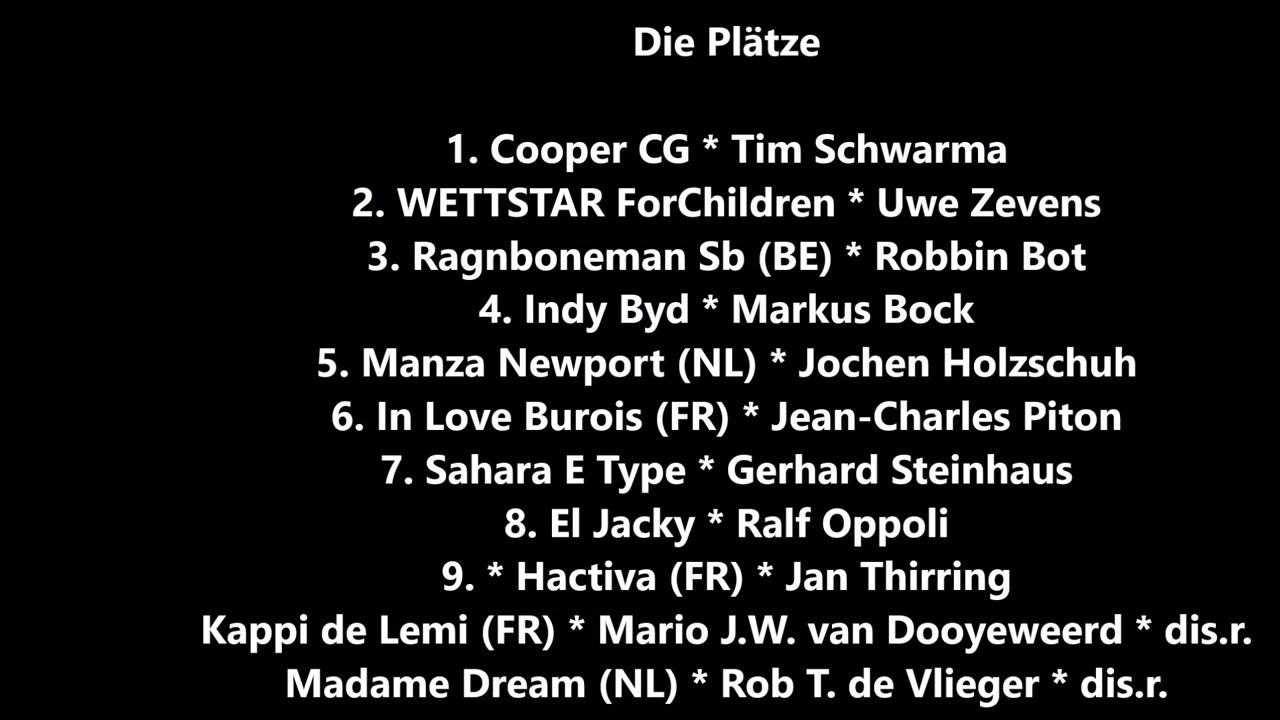 Die Plätze
1. Cooper CG * Tim Schwarma
2. WETTSTAR ForChildren * Uwe Zevens
3. Ragnboneman Sb (BE) * Robbin Bot
4. Indy Byd * Markus Bock
5. Manza Newport (NL) * Jochen Holzschuh
6. In Love Burois (FR) * Jean-Charles Piton
7. Sahara E Type * Gerhard Steinhaus
8. El Jacky * Ralf Oppoli
9. * Hactiva (FR) * Jan Thirring
Kappi de Lemi (FR) * Mario J.W. van Dooyeweerd * dis.r.
Madame Dream (NL) * Rob T. de Vlieger * dis.r.